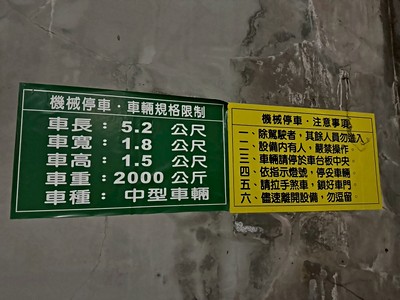 機械停車．車輛規格限制
車長：5.2 公尺
車寬：1.8 公尺
車高：1.5 公尺
車重：2000 公斤
車種：中型車輛
機械停車．注意事項
一、除駕駛者，其餘人員勿進入
二、設備內有人，嚴禁操作
三、車輛請停於車台板中央
四、依指示燈號，停妥車輛
五、請拉手煞車，鎖好車門
六、儘速離開設備，勿逗留